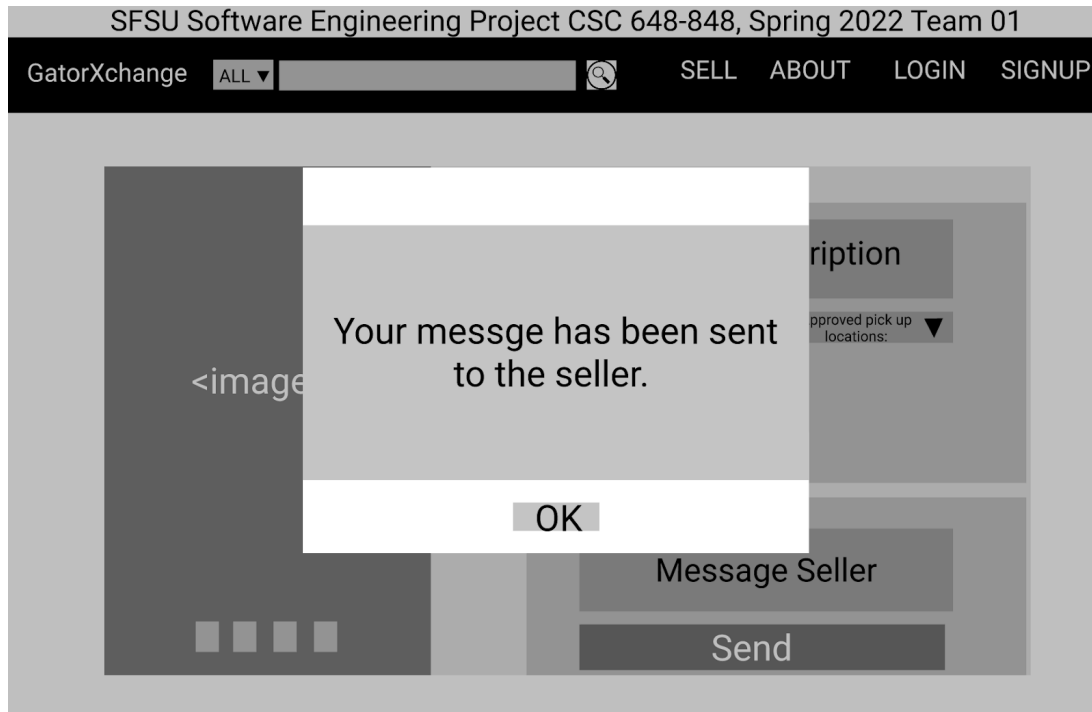 SFSU Software Engineering Project CSC 648-848, Spring 2022 Team 01
GatorXchange ALL ▼ SELL ABOUT LOGIN SIGNUP
ription
pproved pick up
locations:
<image
Your messge has been sent
to the seller.
OK
Message Seller
Send